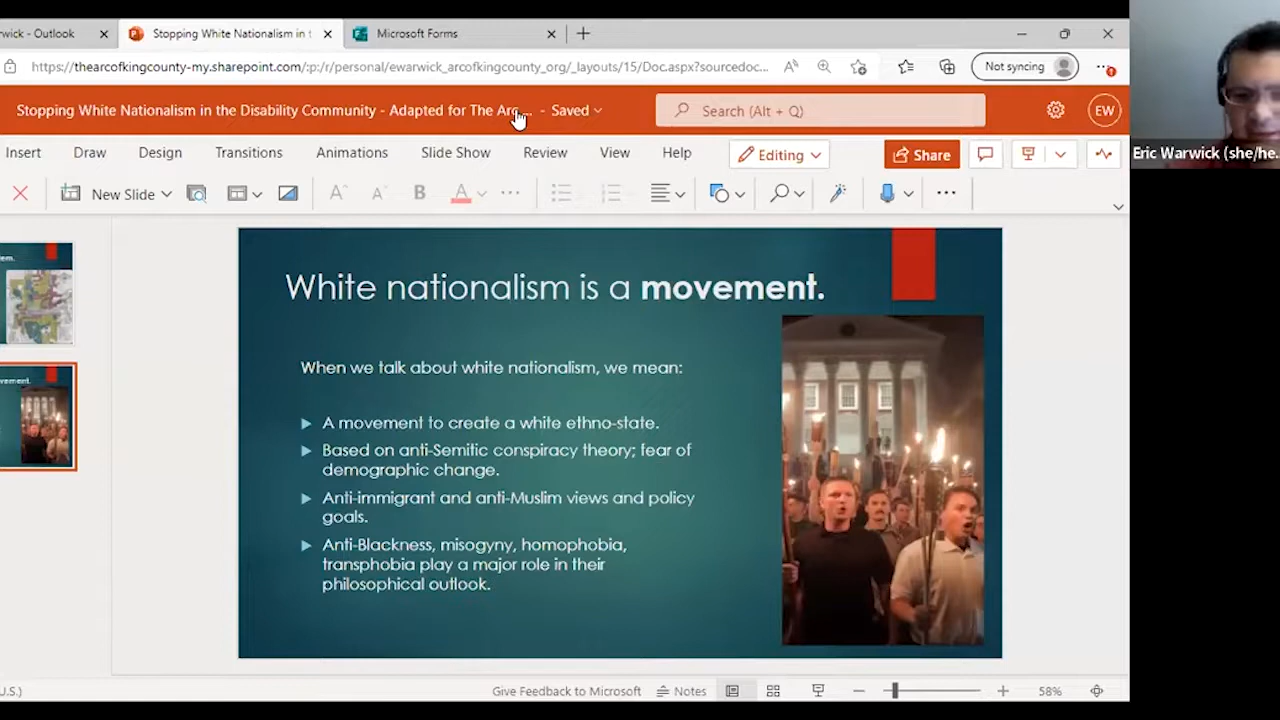 rwick - Outlook
Stopping White Nationalism in t
Microsoft Forms
https://thearcofkingcounty-my.sharepoint.com/:p:/r/personal/ewarwick_arcofkingcounty_org/_layouts/15/Doc.aspx?sourcedoc...
Not syncing
Stopping White Nationalism in the Disability Community - Adapted for The Arc... - Saved
Search (Alt + Q)
EW
Eric Warwick (she/he...
Insert
Draw
Design
Transitions
Animations
Slide Show
Review
View
Help
Editing
Share
New Slide
White nationalism is a movement.
When we talk about white nationalism, we mean:
A movement to create a white ethno-state.
Based on anti-Semitic conspiracy theory; fear of
demographic change.
Anti-immigrant and anti-Muslim views and policy
goals.
Anti-Blackness, misogyny, homophobia,
transphobia play a major role in their
philosophical outlook.
em.
vement.
U.S.)
Give Feedback to Microsoft
Notes
58%